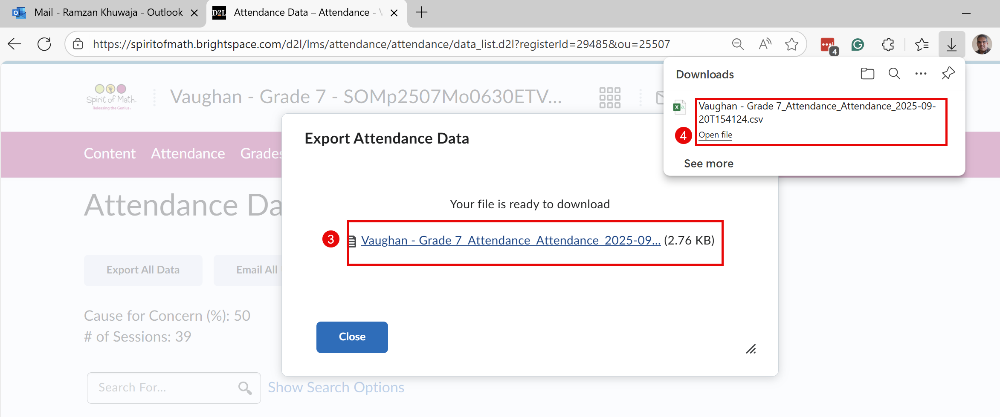 Mail - Ramzan Khuwaja - Outlook
D2L
Attendance Data – Attendance -
https://spiritofmath.brightspace.com/d2l/lms/attendance/attendance/data_list.d2l?registerId=29485&ou=25507
4
Downloads
Vaughan - Grade 7_Attendance_Attendance_2025-09-
20T154124.csv
4
Open file
See more
Spirit of Math
Releasing the Genius
Vaughan - Grade 7 - SOMp2507Mo0630ETV...
Content
Attendance
Grades
Export Attendance Data
Your file is ready to download
3
Vaughan - Grade 7_Attendance_Attendance_2025-09... (2.76 KB)
Close
Attendance Da
Export All Data
Email All
Cause for Concern (%): 50
# of Sessions: 39
Search For...
Show Search Options